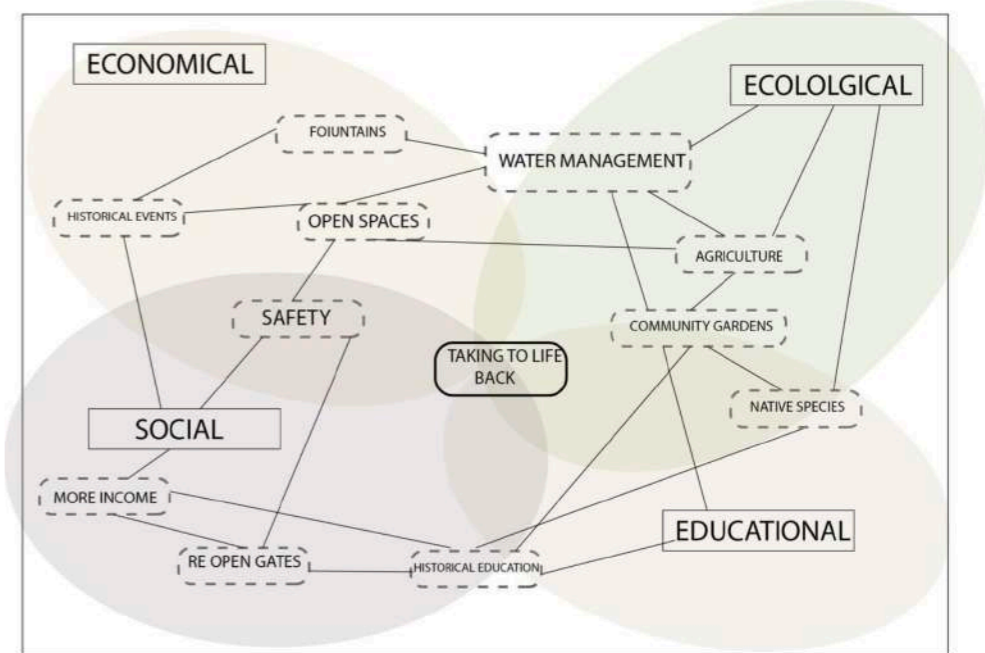 ECONOMICAL
ECOLOLGICAL
FOIUNTAINS
WATER MANAGEMENT
HISTORICAL EVENTS
OPEN SPACES
AGRICULTURE
SAFETY
COMMUNITY GARDENS
TAKING TO LIFE
BACK
NATIVE SPECIES
SOCIAL
MORE INCOME
EDUCATIONAL
RE OPEN GATES
HISTORICAL EDUCATION